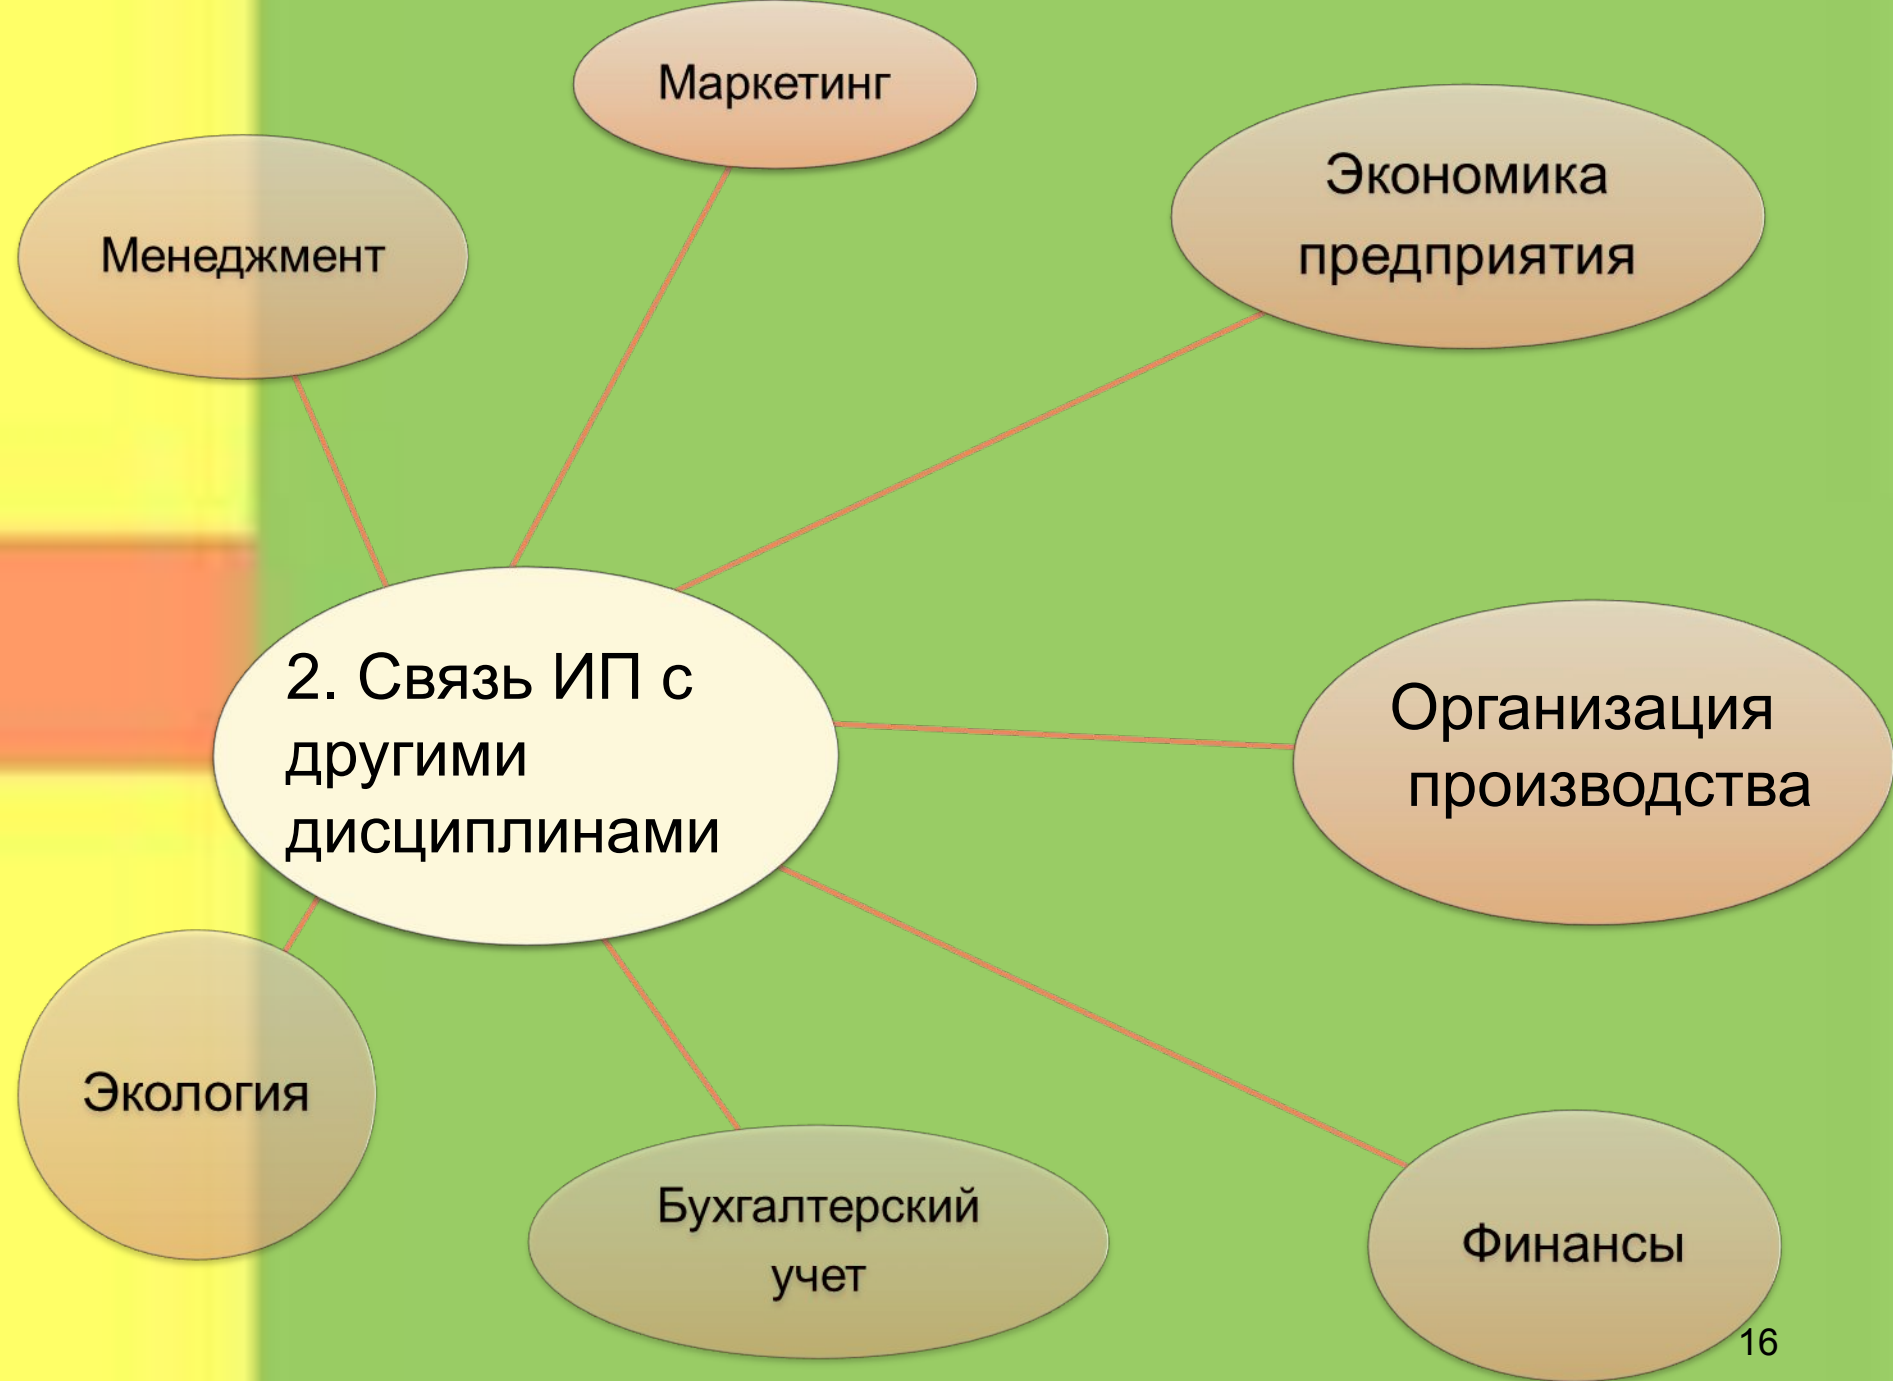 Маркетинг
Менеджмент
Экономика
предприятия
2. Связь ИП с
другими
дисциплинами
Организация
производства
Экология
Бухгалтерский
учет
Финансы
16